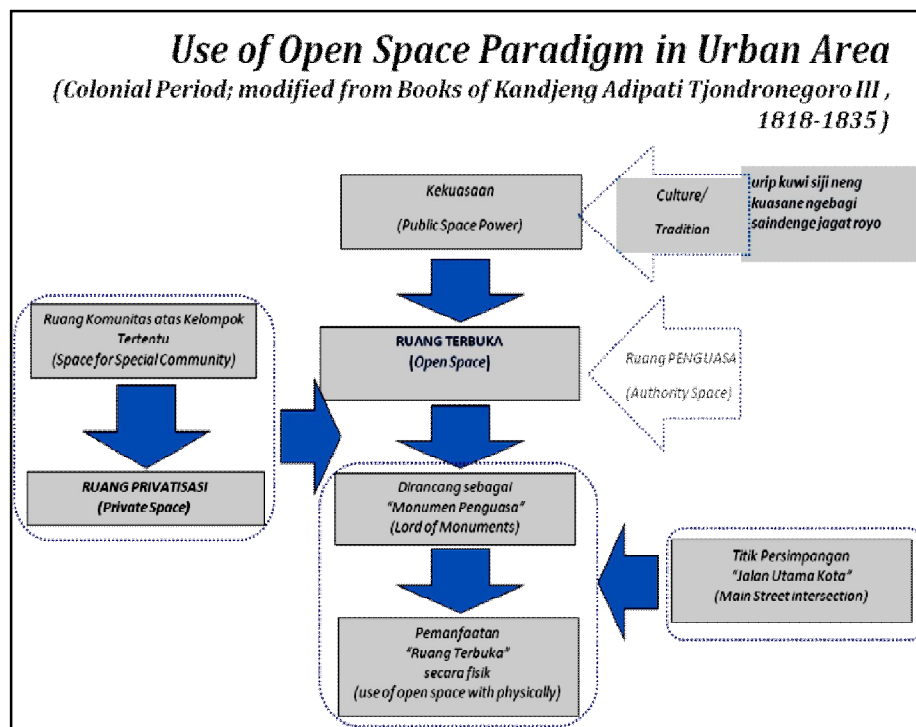 Use of Open Space Paradigm in Urban Area
(Colonial Period; modified from Books of Kandjeng Adipati Tjondronegoro III ,
1818-1835 )
Kekuasaan
(Public Space Power)
Culture/
Tradition
urip kuwi siji neng
kuasane ngebagi
saindenge jagat royo
Ruang Komunitas atas Kelompok
Tertentu
(Space for Special Community)
RUANG TERBUKA
(Open Space)
Ruang PENGUASA
(Authority Space)
RUANG PRIVATISASI
(Private Space)
Dirancang sebagai
"Monumen Penguasa"
(Lord of Monuments)
Titik Persimpangan
"Jalan Utama Kota"
(Main Street intersection)
Pemanfaatan
"Ruang Terbuka"
secara fisik
(use of open space with physically)